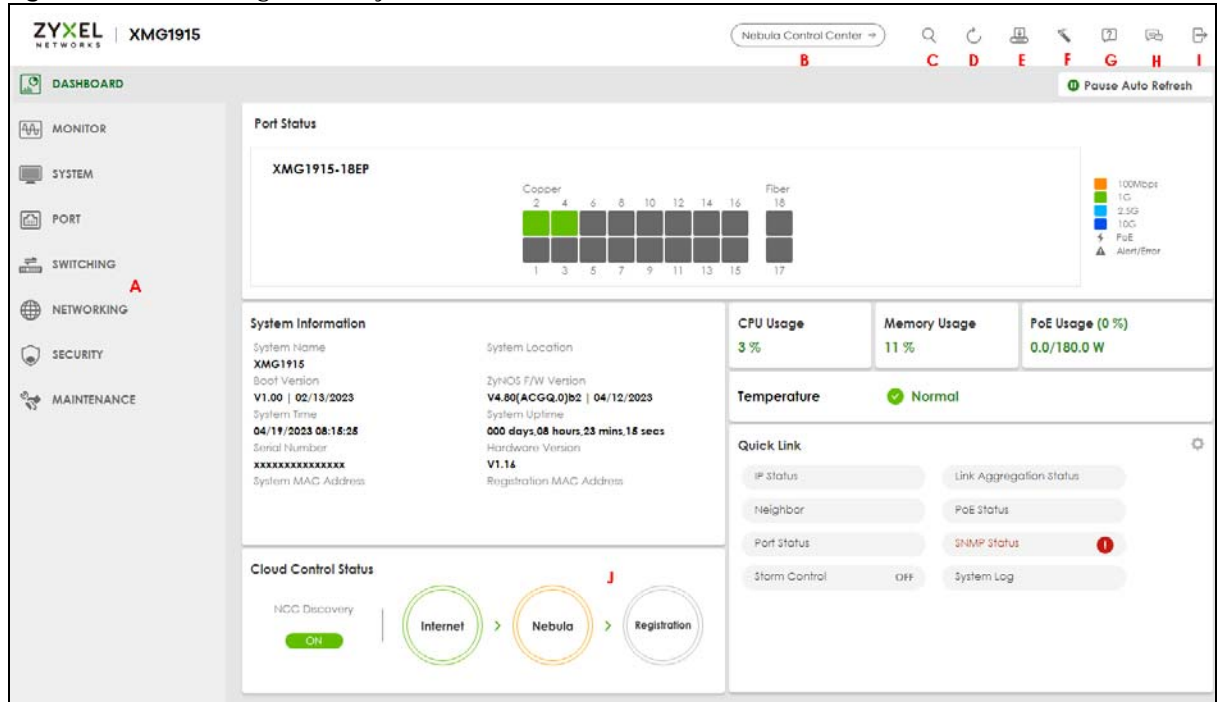 ZYXEL
NETWORKS
XMG1915
Nebula Control Center →
B C D E F G H I
DASHBOARD
Pause Auto Refresh
MONITOR
SYSTEM
PORT
SWITCHING
A
NETWORKING
SECURITY
MAINTENANCE
Port Status
XMG1915-18EP
Copper Fiber
2 4 6 8 10 12 14 16 18
1 3 5 7 9 11 13 15 17
100Mbps
1G
2.5G
10G
PoE
Alert/Error
System Information
System Name System Location
XMG1915
Boot Version ZyNOS F/W Version
V1.00 | 02/13/2023 V4.80(ACGQ.0)b2 | 04/12/2023
System Time System Uptime
04/19/2023 08:15:25 000 days,08 hours,23 mins,15 secs
Serial Number Hardware Version
xxxxxxxxxxxxxxx V1.16
System MAC Address Registration MAC Address
CPU Usage Memory Usage PoE Usage (0 %)
3 % 11 % 0.0/180.0 W
Temperature Normal
Quick Link
IP Status Link Aggregation Status
Neighbor PoE Status
Port Status SNMP Status
Storm Control OFF System Log
Cloud Control Status
J
NCC Discovery
ON
Internet > Nebula > Registration